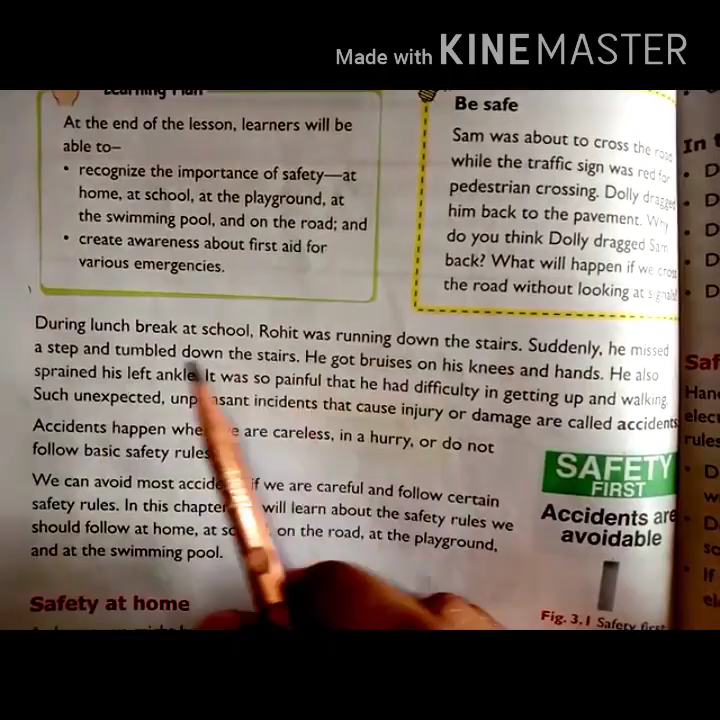 Made with KINEMASTER
Learning Plan
At the end of the lesson, learners will be
able to–
• recognize the importance of safety—at
home, at school, at the playground, at
the swimming pool, and on the road; and
• create awareness about first aid for
various emergencies.
Be safe
Sam was about to cross the road
while the traffic sign was red for
pedestrian crossing. Dolly dragged
him back to the pavement. Why
do you think Dolly dragged Sam
back? What will happen if we cross
the road without looking at signals?
During lunch break at school, Rohit was running down the stairs. Suddenly, he missed
a step and tumbled down the stairs. He got bruises on his knees and hands. He also
sprained his left ankle. It was so painful that he had difficulty in getting up and walking.
Such unexpected, unpleasant incidents that cause injury or damage are called accidents
Accidents happen when we are careless, in a hurry, or do not
follow basic safety rules
We can avoid most if we are careful and follow certain
safety rules. In this chapter will learn about the safety rules we
should follow at home, at on the road, at the playground,
and at the swimming pool.
SAFETY
FIRST
Accidents are
avoidable
Fig. 3.1 Safety first
Safety at home
In
• D
• D
• D
• D
Saf
Hand
elec
rules
• D
w
• D
so
• If
el